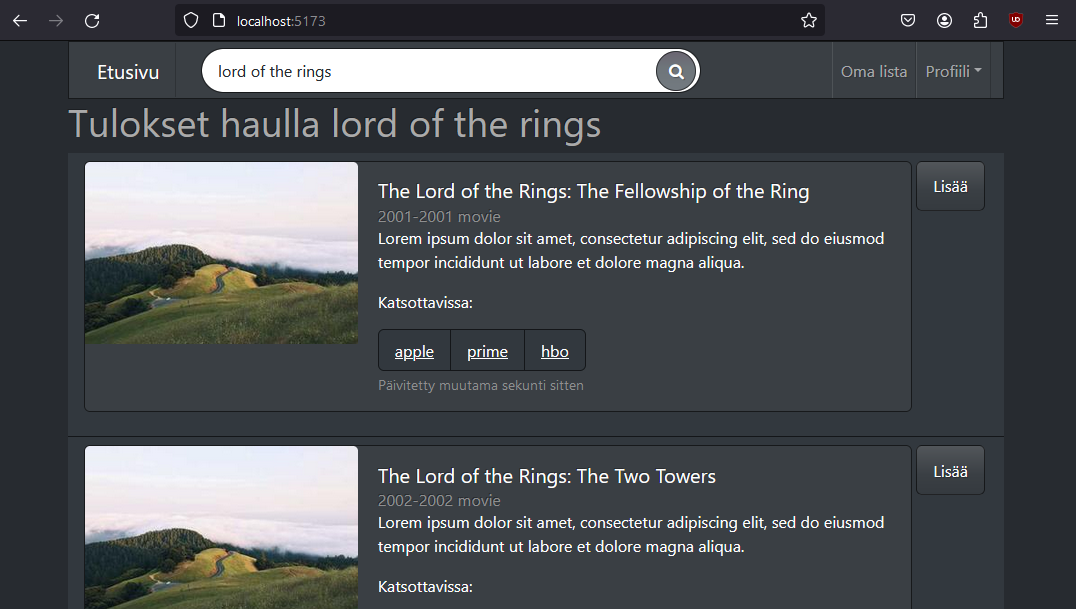 localhost:5173
Etusivu
lord of the rings
Oma lista
Profiili
Tulokset haulla lord of the rings
The Lord of the Rings: The Fellowship of the Ring
Lisää
2001-2001 movie
Lorem ipsum dolor sit amet, consectetur adipiscing elit, sed do eiusmod
tempor incididunt ut labore et dolore magna aliqua.
Katsottavissa:
apple
prime
hbo
Päivitetty muutama sekunti sitten
The Lord of the Rings: The Two Towers
Lisää
2002-2002 movie
Lorem ipsum dolor sit amet, consectetur adipiscing elit, sed do eiusmod
tempor incididunt ut labore et dolore magna aliqua.
Katsottavissa: